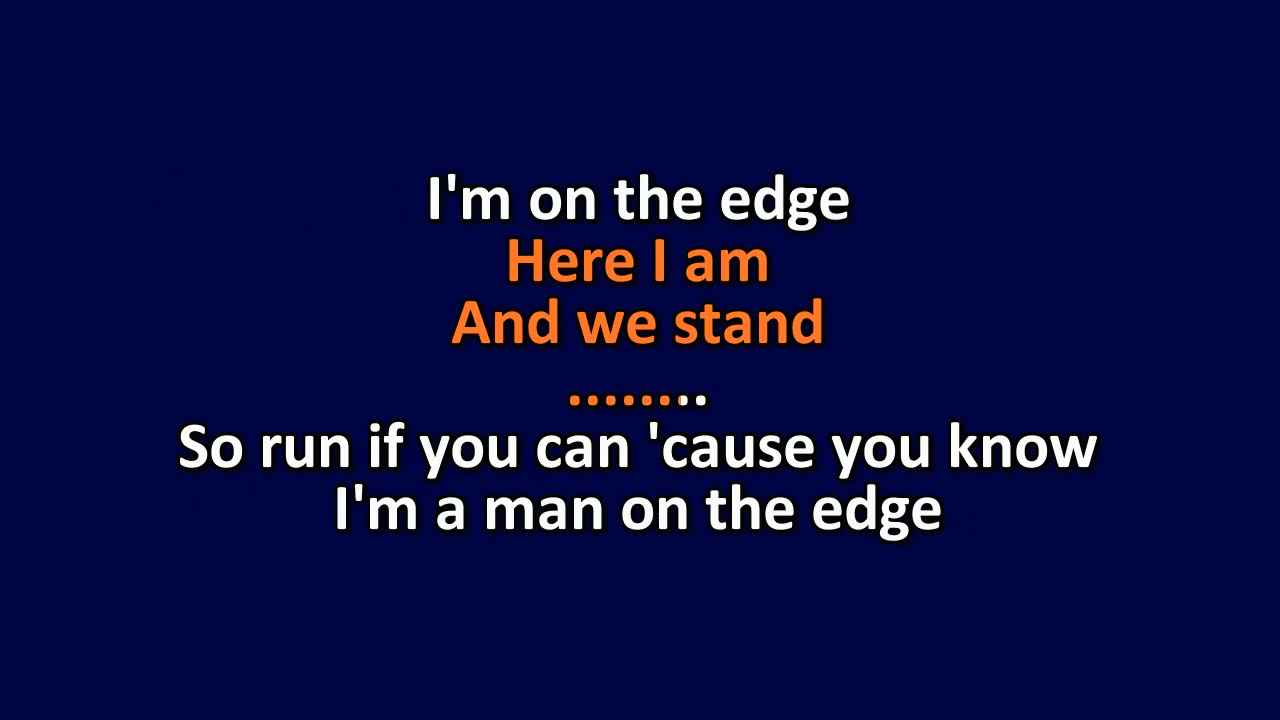 I'm on the edge
Here I am
And we stand
........
So run if you can 'cause you know
I'm a man on the edge